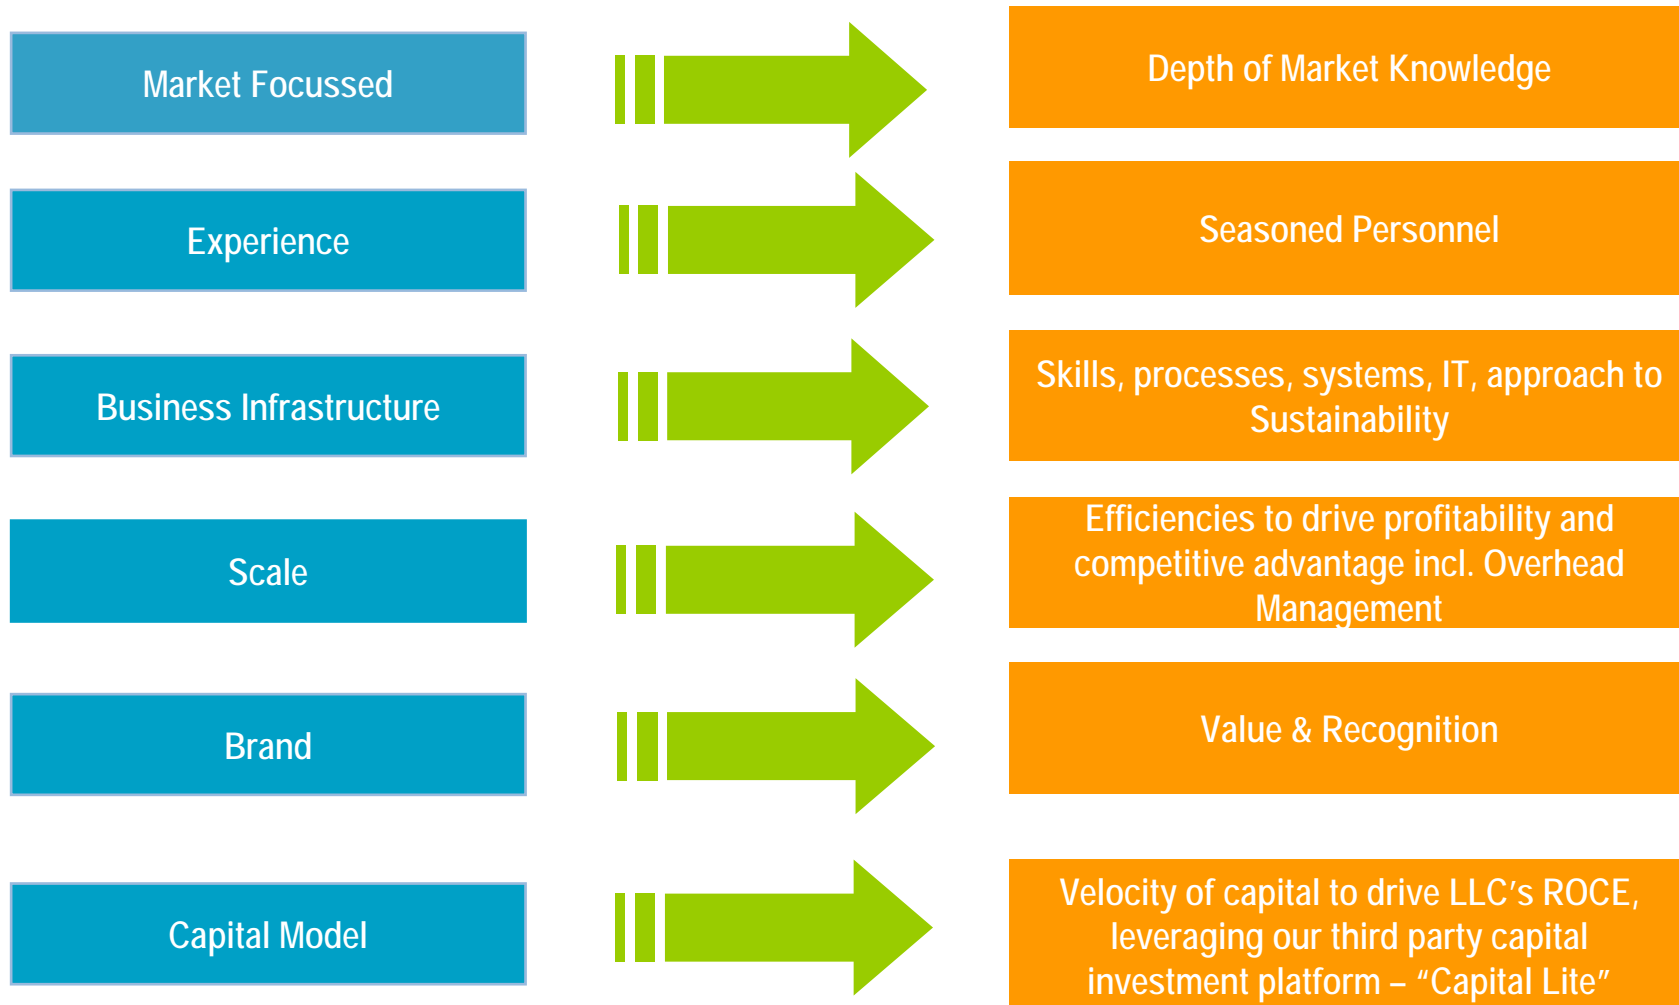 Market Focussed
Depth of Market Knowledge
Experience
Seasoned Personnel
Business Infrastructure
Skills, processes, systems, IT, approach to
Sustainability
Scale
Efficiencies to drive profitability and
competitive advantage incl. Overhead
Management
Brand
Value & Recognition
Capital Model
Velocity of capital to drive LLC’s ROCE,
leveraging our third party capital
investment platform – “Capital Lite”